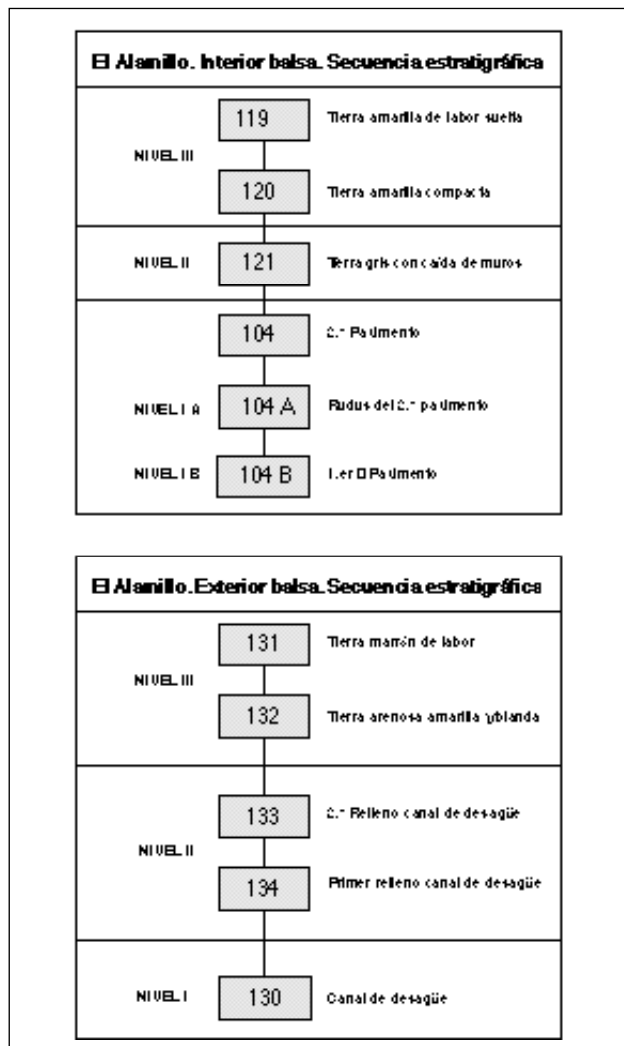 El Alamillo. Interior balsa. Secuencia estratigráfica
119 Tierra amarilla de labor suelta
NIVEL III
120 Tierra amarilla compacta
NIVEL II 121 Tierra gris con caída de muros
104 2.º Pavimento
NIVEL I A 104 A Rudus del 2.º pavimento
NIVEL I B 104 B 1.er Pavimento
El Alamillo. Exterior balsa. Secuencia estratigráfica
131 Tierra marrón de labor
NIVEL III
132 Tierra arenosa amarilla y blanda
133 2.º Relleno canal de desagüe
NIVEL II
134 Primer relleno canal de desagüe
NIVEL I 130 Canal de desagüe